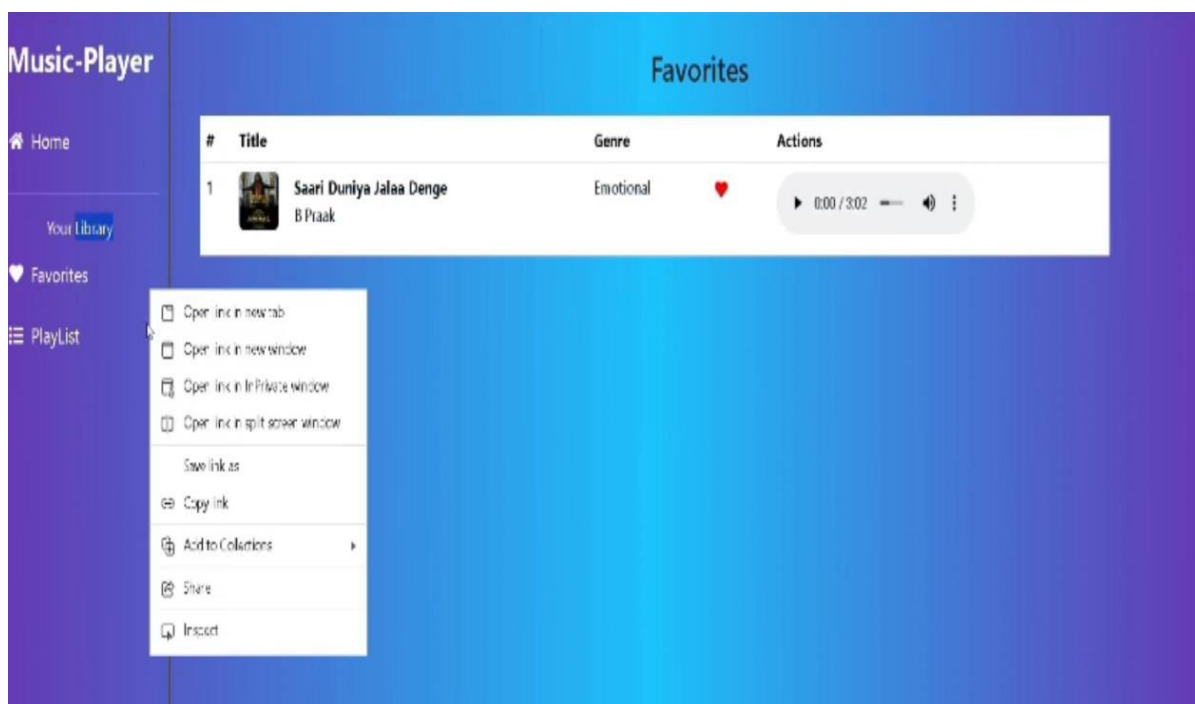 Music-Player
Home
Your Library
Favorites
PlayList
Favorites
# Title Genre Actions
1 Saari Duniya Jalaa Denge Emotional 0:00 / 3:02
B Praak
Open link in new tab
Open link in new window
Open link in InPrivate window
Open link in split screen window
Save link as
Copy link
Add to Collections
Share
Inspect